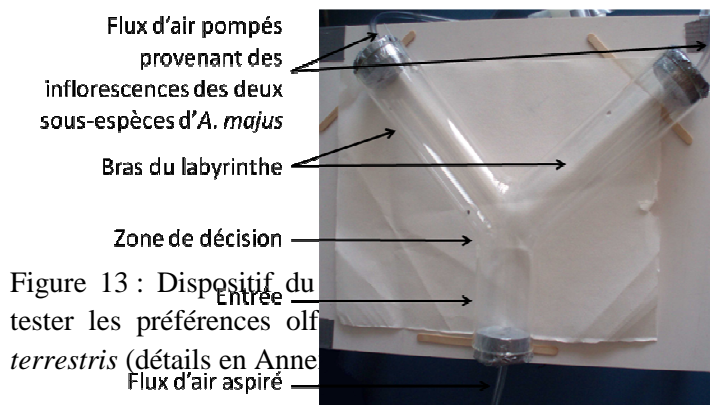 Flux d'air pompés
provenant des
inflorescences des deux
sous-espèces d'A. majus
Bras du labyrinthe
Zone de décision
Figure 13 : Dispositif du
Entrée
tester les préférences olf
terrestris (détails en Anne
Flux d'air aspiré